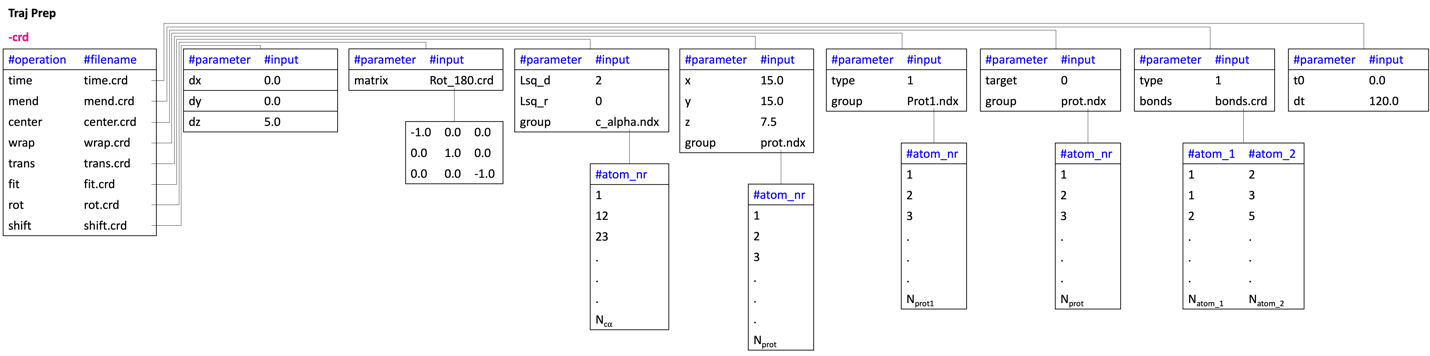 Traj Prep
-crd
#operation #filename
time time.crd
mend mend.crd
center center.crd
wrap wrap.crd
trans trans.crd
fit fit.crd
rot rot.crd
shift shift.crd
#parameter #input
dx 0.0
dy 0.0
dz 5.0
#parameter #input
matrix Rot_180.crd
-1.0 0.0 0.0
0.0 1.0 0.0
0.0 0.0 -1.0
#parameter #input
Lsq_d 2
Lsq_r 0
group c_alpha.ndx
#atom_nr
1
12
23
.
.
.
Ncα
#parameter #input
x 15.0
y 15.0
z 7.5
group prot.ndx
#atom_nr
1
2
3
.
.
.
Nprot
#parameter #input
type 1
group Prot1.ndx
#atom_nr
1
2
3
.
.
.
Nprot1
#parameter #input
target 0
group prot.ndx
#atom_nr
1
2
3
.
.
.
Nprot
#parameter #input
type 1
bonds bonds.crd
#atom_1 #atom_2
1 2
1 3
2 5
. .
. .
. .
Natom_1 Natom_2
#parameter #input
t0 0.0
dt 120.0